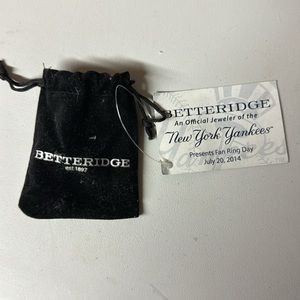 BETTERIDGE
est. 1897
BETTERIDGE
An Official Jeweler of the
"New York Yankees"
Presents Fan Ring Day
July 20, 2014